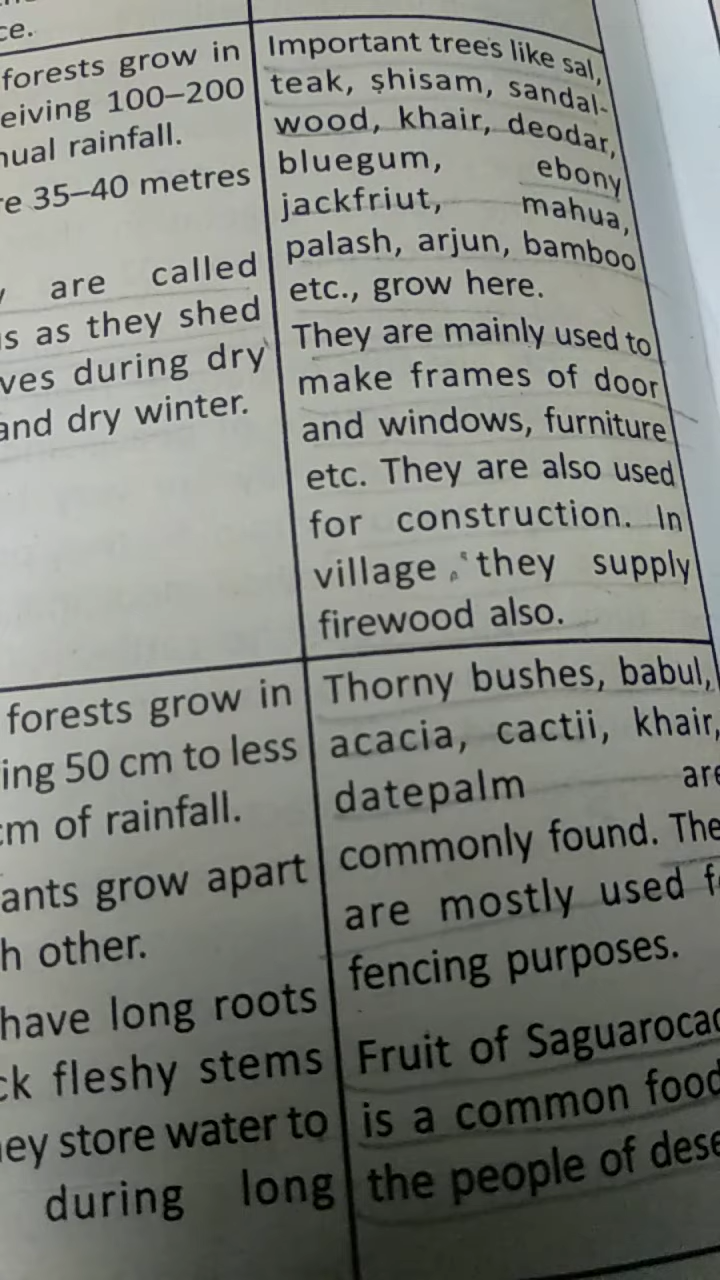 ce.
forests grow in
eiving 100–200
nual rainfall.
re 35–40 metres
are called
as they shed
ves during dry
and dry winter.
Important trees like sal,
teak, shisam, sandal-
wood, khair, deodar,
bluegum, ebony
jackfriut, mahua,
palash, arjun, bamboo
etc., grow here.
They are mainly used to
make frames of door
and windows, furniture
etc. They are also used
for construction. In
village they supply
firewood also.
forests grow in
ing 50 cm to less
cm of rainfall.
ants grow apart
h other.
have long roots
ck fleshy stems
ey store water to
during long
Thorny bushes, babul,
acacia, cactii, khair,
datepalm are
commonly found. The
are mostly used f
fencing purposes.
Fruit of Saguarocac
is a common food
the people of dese